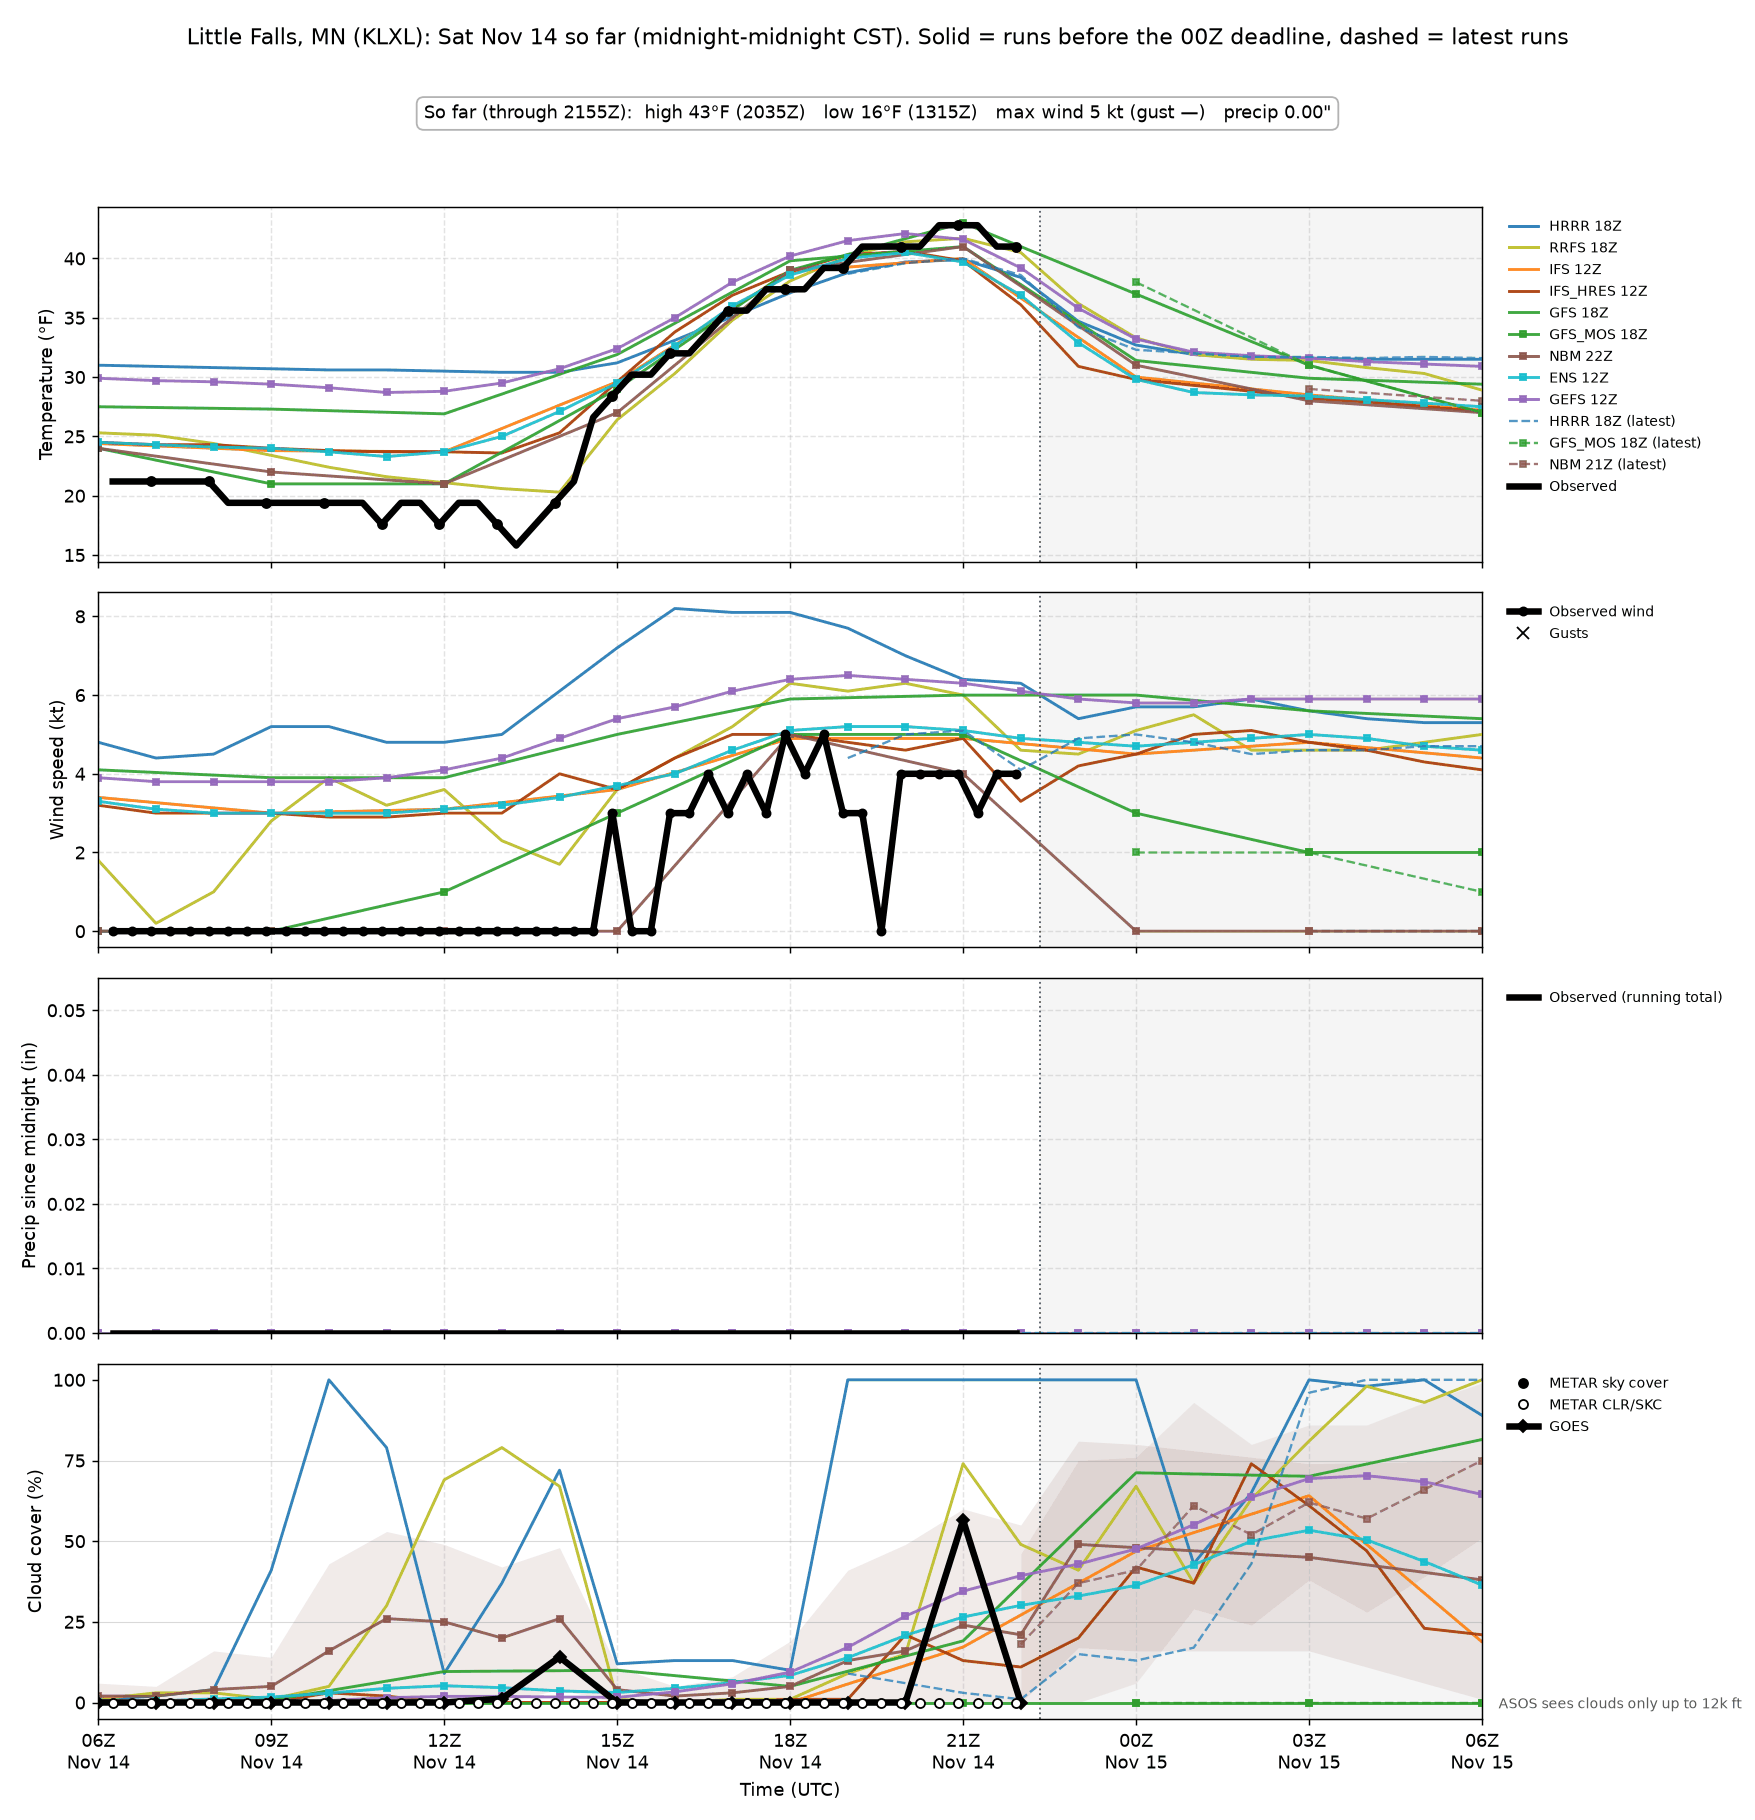 Little Falls, MN (KLXL): Sat Nov 14 so far (midnight-midnight CST). Solid = runs before the 00Z deadline, dashed = latest runs
So far (through 2155Z): high 43°F (2035Z) low 16°F (1315Z) max wind 5 kt (gust —) precip 0.00"
Temperature (°F)
40
35
30
25
20
15
HRRR 18Z
RRFS 18Z
IFS 12Z
IFS_HRES 12Z
GFS 18Z
GFS_MOS 18Z
NBM 22Z
ENS 12Z
GEFS 12Z
HRRR 18Z (latest)
GFS_MOS 18Z (latest)
NBM 21Z (latest)
Observed
Wind speed (kt)
8
6
4
2
0
Observed wind
Gusts
Precip since midnight (in)
0.05
0.04
0.03
0.02
0.01
0.00
Observed (running total)
Cloud cover (%)
100
75
50
25
0
METAR sky cover
METAR CLR/SKC
GOES
ASOS sees clouds only up to 12k ft
06Z
Nov 14
09Z
Nov 14
12Z
Nov 14
15Z
Nov 14
18Z
Nov 14
21Z
Nov 14
00Z
Nov 15
03Z
Nov 15
06Z
Nov 15
Time (UTC)